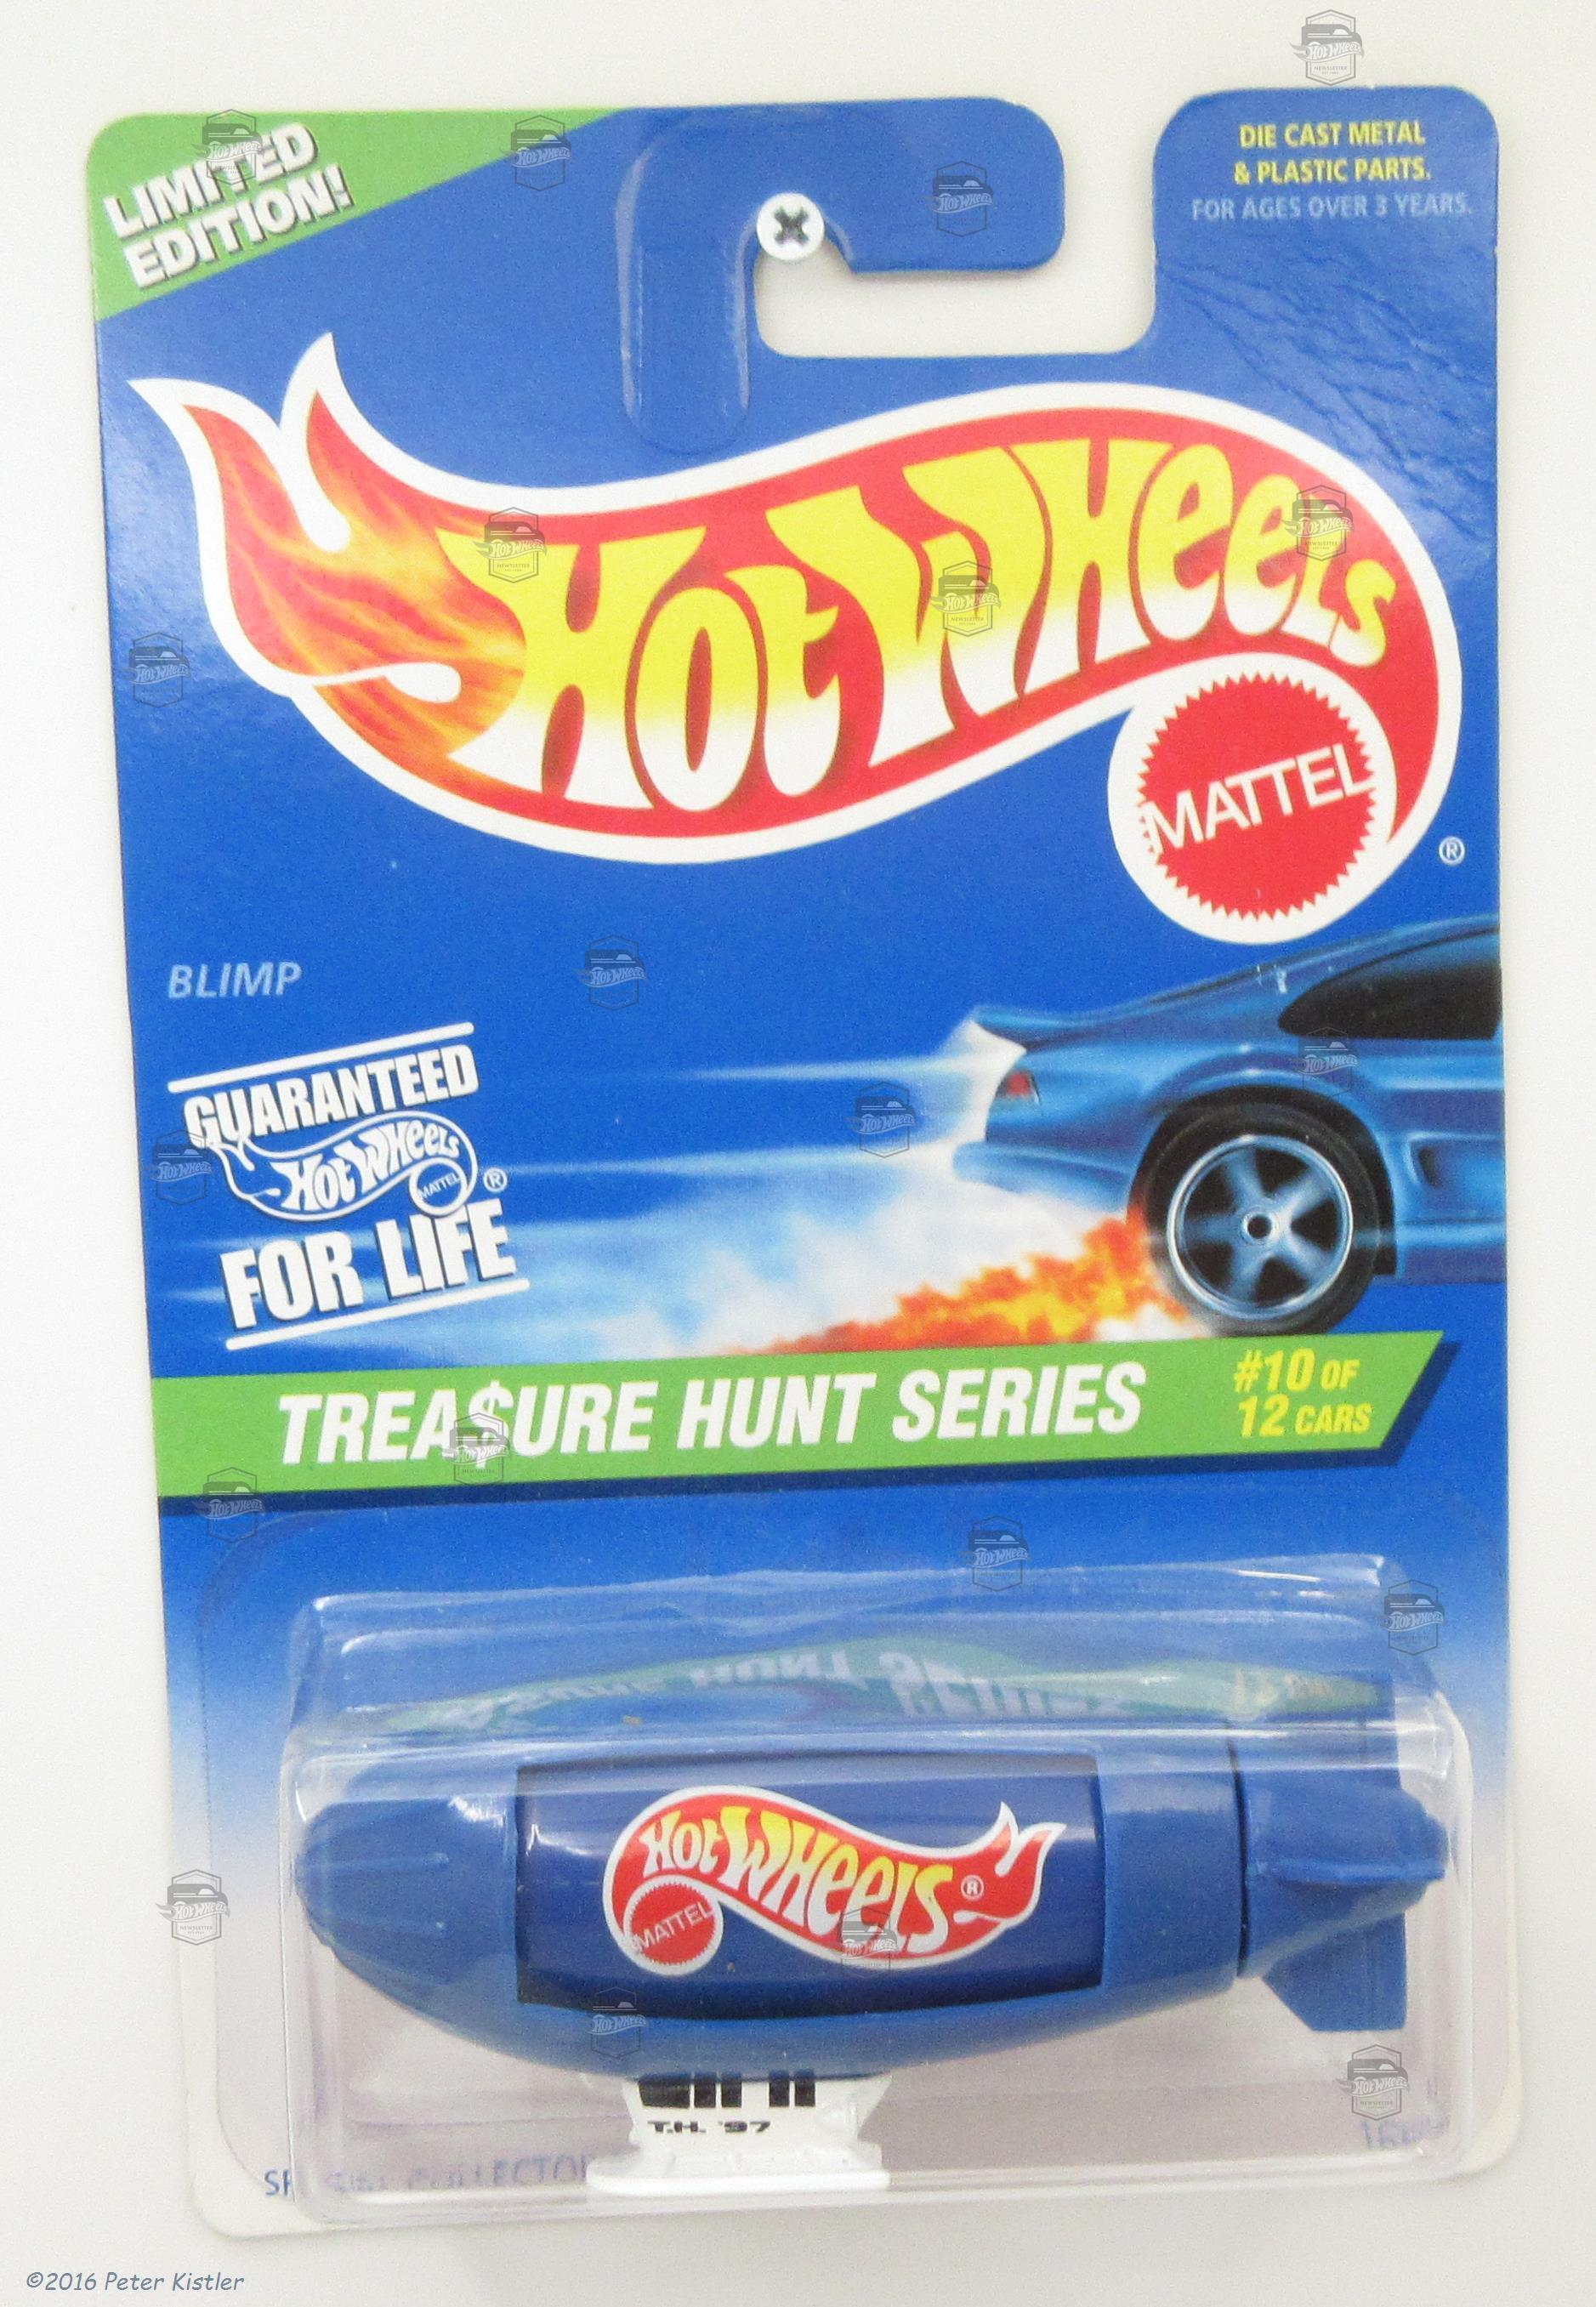 LIMITED
EDITION!
DIE CAST METAL
& PLASTIC PARTS.
FOR AGES OVER 3 YEARS.
HOT WHEELS
MATTEL
®
BLIMP
GUARANTEED
HOT WHEELS
MATTEL ®
FOR LIFE
TREA$URE HUNT SERIES
#10 OF
12 CARS
HOT WHEELS ®
MATTEL
T.H. '97
COLLECTOR
©2016 Peter Kistler